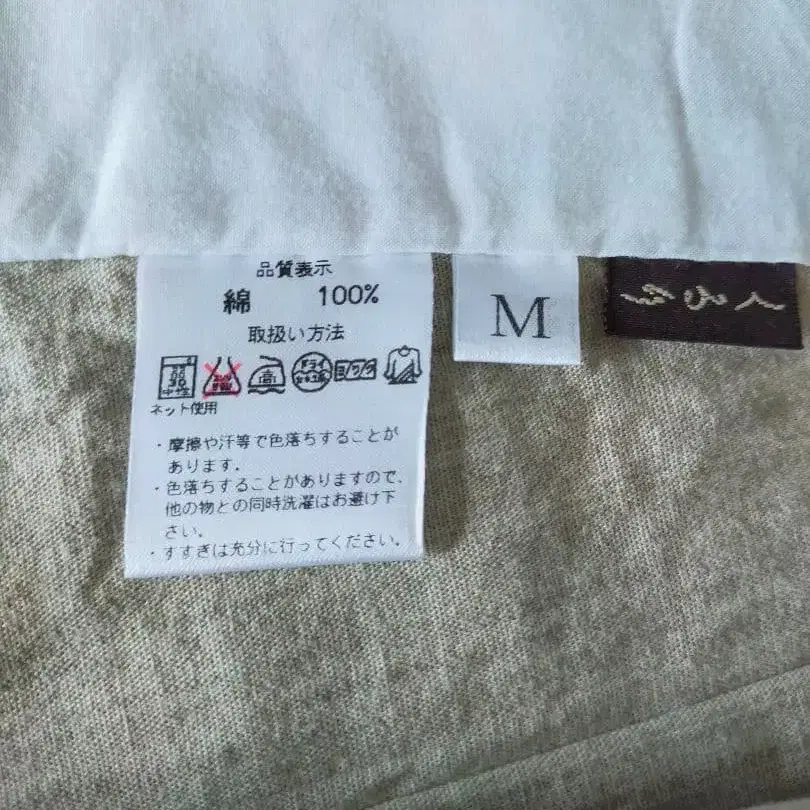 品質表示
綿 100%
取扱い方法
高
ドライ
ネット使用
・摩擦や汗等で色落ちすることが
あります.
・色落ちすることがありますので、
他の物との同時洗濯はお避け下
さい。
・すすぎは充分に行ってください。
M